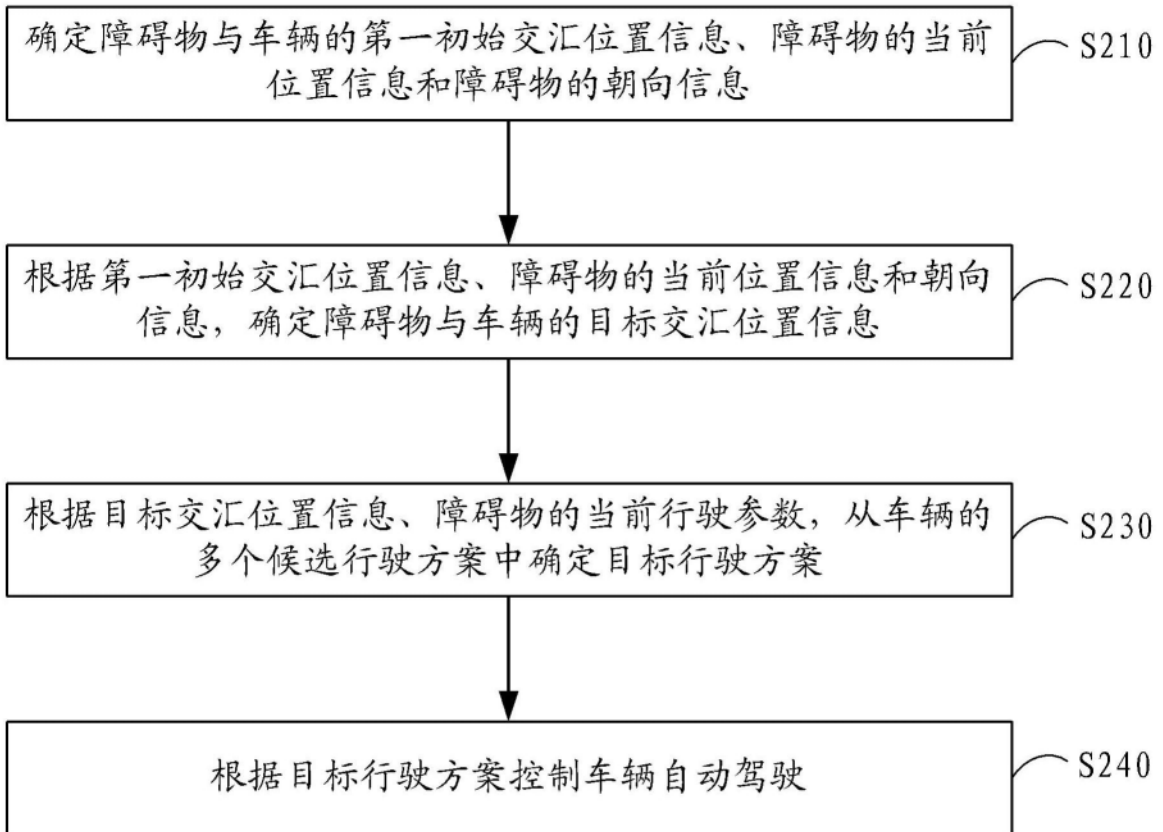 确定障碍物与车辆的第一初始交汇位置信息、障碍物的当前
位置信息和障碍物的朝向信息
S210
根据第一初始交汇位置信息、障碍物的当前位置信息和朝向
信息，确定障碍物与车辆的目标交汇位置信息
S220
根据目标交汇位置信息、障碍物的当前行驶参数，从车辆的
多个候选行驶方案中确定目标行驶方案
S230
根据目标行驶方案控制车辆自动驾驶
S240